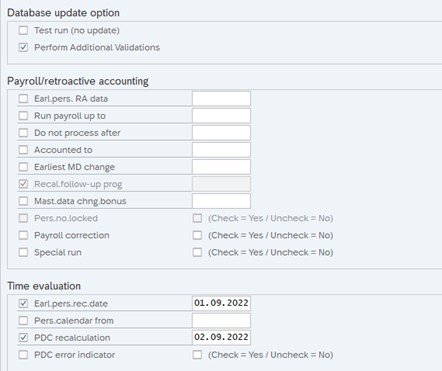 Database update option
Test run (no update)
Perform Additional Validations
Payroll/retroactive accounting
Earl.pers. RA data
Run payroll up to
Do not process after
Accounted to
Earliest MD change
Recal.follow-up prog
Mast.data chng.bonus
Pers.no.locked (Check = Yes / Uncheck = No)
Payroll correction (Check = Yes / Uncheck = No)
Special run (Check = Yes / Uncheck = No)
Time evaluation
Earl.pers.rec.date 01.09.2022
Pers.calendar from
PDC recalculation 02.09.2022
PDC error indicator (Check = Yes / Uncheck = No)